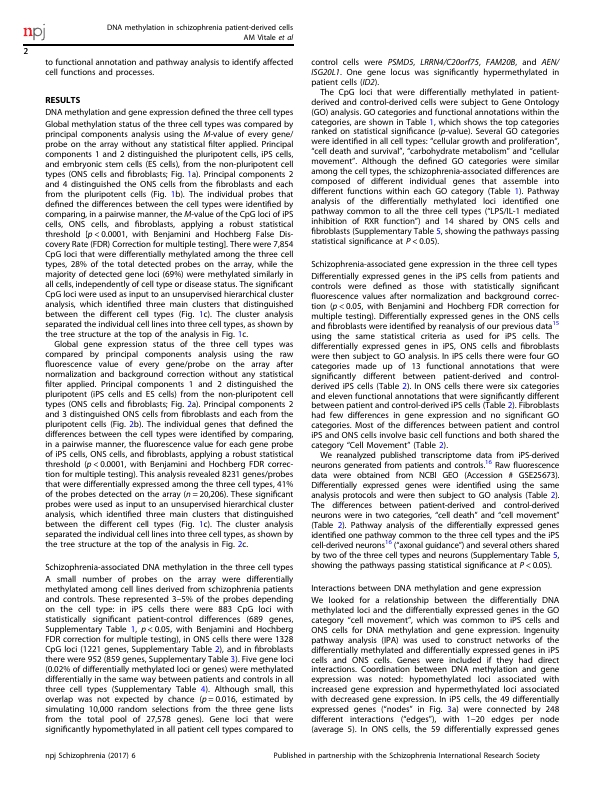 npj
DNA methylation in schizophrenia patient-derived cells
AM Vitale et al
2
to functional annotation and pathway analysis to identify affected
cell functions and processes.
RESULTS
DNA methylation and gene expression defined the three cell types
Global methylation status of the three cell types was compared by
principal components analysis using the M-value of every gene/
probe on the array without any statistical filter applied. Principal
components 1 and 2 distinguished the pluripotent cells, iPS cells,
and embryonic stem cells (ES cells), from the non-pluripotent cell
types (ONS cells and fibroblasts; Fig. 1a). Principal components 2
and 4 distinguished the ONS cells from the fibroblasts and each
from the pluripotent cells (Fig. 1b). The individual probes that
defined the differences between the cell types were identified by
comparing, in a pairwise manner, the M-value of the CpG loci of iPS
cells, ONS cells, and fibroblasts, applying a robust statistical
threshold [p < 0.0001, with Benjamini and Hochberg False Dis-
covery Rate (FDR) Correction for multiple testing]. There were 7,854
CpG loci that were differentially methylated among the three cell
types, 28% of the total detected probes on the array, while the
majority of detected gene loci (69%) were methylated similarly in
all cells, independently of cell type or disease status. The significant
CpG loci were used as input to an unsupervised hierarchical cluster
analysis, which identified three main clusters that distinguished
between the different cell types (Fig. 1c). The cluster analysis
separated the individual cell lines into three cell types, as shown by
the tree structure at the top of the analysis in Fig. 1c.
Global gene expression status of the three cell types was
compared by principal components analysis using the raw
fluorescence value of every gene/probe on the array after
normalization and background correction without any statistical
filter applied. Principal components 1 and 2 distinguished the
pluripotent (iPS cells and ES cells) from the non-pluripotent cell
types (ONS cells and fibroblasts; Fig. 2a). Principal components 2
and 3 distinguished ONS cells from fibroblasts and each from the
pluripotent cells (Fig. 2b). The individual genes that defined the
differences between the cell types were identified by comparing,
in a pairwise manner, the fluorescence value for each gene probe
of iPS cells, ONS cells, and fibroblasts, applying a robust statistical
threshold (p < 0.0001, with Benjamini and Hochberg FDR correc-
tion for multiple testing). This analysis revealed 8231 genes/probes
that were differentially expressed among the three cell types, 41%
of the probes detected on the array (n = 20,206). These significant
probes were used as input to an unsupervised hierarchical cluster
analysis, which identified three main clusters that distinguished
between the different cell types (Fig. 1c). The cluster analysis
separated the individual cell lines into three cell types, as shown by
the tree structure at the top of the analysis in Fig. 2c.
Schizophrenia-associated DNA methylation in the three cell types
A small number of probes on the array were differentially
methylated among cell lines derived from schizophrenia patients
and controls. These represented 3–5% of the probes depending
on the cell type: in iPS cells there were 883 CpG loci with
statistically significant patient-control differences (689 genes,
Supplementary Table 1, p < 0.05, with Benjamini and Hochberg
FDR correction for multiple testing), in ONS cells there were 1328
CpG loci (1221 genes, Supplementary Table 2), and in fibroblasts
there were 952 (859 genes, Supplementary Table 3). Five gene loci
(0.02% of differentially methylated loci or genes) were methylated
differentially in the same way between patients and controls in all
three cell types (Supplementary Table 4). Although small, this
overlap was not expected by chance (p = 0.016, estimated by
simulating 10,000 random selections from the three gene lists
from the total pool of 27,578 genes). Gene loci that were
significantly hypomethylated in all patient cell types compared to
control cells were PSMD5, LRRN4/C20orf75, FAM20B, and AEN/
ISG20L1. One gene locus was significantly hypermethylated in
patient cells (ID2).
The CpG loci that were differentially methylated in patient-
derived and control-derived cells were subject to Gene Ontology
(GO) analysis. GO categories and functional annotations within the
categories, are shown in Table 1, which shows the top categories
ranked on statistical significance (p-value). Several GO categories
were identified in all cell types: "cellular growth and proliferation",
"cell death and survival", "carbohydrate metabolism" and "cellular
movement". Although the defined GO categories were similar
among the cell types, the schizophrenia-associated differences are
composed of different individual genes that assemble into
different functions within each GO category (Table 1). Pathway
analysis of the differentially methylated loci identified one
pathway common to all the three cell types ("LPS/IL-1 mediated
inhibition of RXR function") and 14 shared by ONS cells and
fibroblasts (Supplementary Table 5, showing the pathways passing
statistical significance at P < 0.05).
Schizophrenia-associated gene expression in the three cell types
Differentially expressed genes in the iPS cells from patients and
controls were defined as those with statistically significant
fluorescence values after normalization and background correc-
tion (p < 0.05, with Benjamini and Hochberg FDR correction for
multiple testing). Differentially expressed genes in the ONS cells
and fibroblasts were identified by reanalysis of our previous data15
using the same statistical criteria as used for iPS cells. The
differentially expressed genes in iPS, ONS cells and fibroblasts
were then subject to GO analysis. In iPS cells there were four GO
categories made up of 13 functional annotations that were
significantly different between patient-derived and control-
derived iPS cells (Table 2). In ONS cells there were six categories
and eleven functional annotations that were significantly different
between patient and control-derived iPS cells (Table 2). Fibroblasts
had few differences in gene expression and no significant GO
categories. Most of the differences between patient and control
iPS and ONS cells involve basic cell functions and both shared the
category "Cell Movement" (Table 2).
We reanalyzed published transcriptome data from iPS-derived
neurons generated from patients and controls.16 Raw fluorescence
data were obtained from NCBI GEO (Accession # GSE25673).
Differentially expressed genes were identified using the same
analysis protocols and were then subject to GO analysis (Table 2).
The differences between patient-derived and control-derived
neurons were in two categories, "cell death" and "cell movement"
(Table 2). Pathway analysis of the differentially expressed genes
identified one pathway common to the three cell types and the iPS
cell-derived neurons16 ("axonal guidance") and several others shared
by two of the three cell types and neurons (Supplementary Table 5,
showing the pathways passing statistical significance at P < 0.05).
Interactions between DNA methylation and gene expression
We looked for a relationship between the differentially DNA
methylated loci and the differentially expressed genes in the GO
category "cell movement", which was common to iPS cells and
ONS cells for DNA methylation and gene expression. Ingenuity
pathway analysis (IPA) was used to construct networks of the
differentially methylated and differentially expressed genes in iPS
cells and ONS cells. Genes were included if they had direct
interactions. Coordination between DNA methylation and gene
expression was noted: hypomethylated loci associated with
increased gene expression and hypermethylated loci associated
with decreased gene expression. In iPS cells, the 49 differentially
expressed genes ("nodes" in Fig. 3a) were connected by 248
different interactions ("edges"), with 1–20 edges per node
(average 5). In ONS cells, the 59 differentially expressed genes
npj Schizophrenia (2017) 6
Published in partnership with the Schizophrenia International Research Society